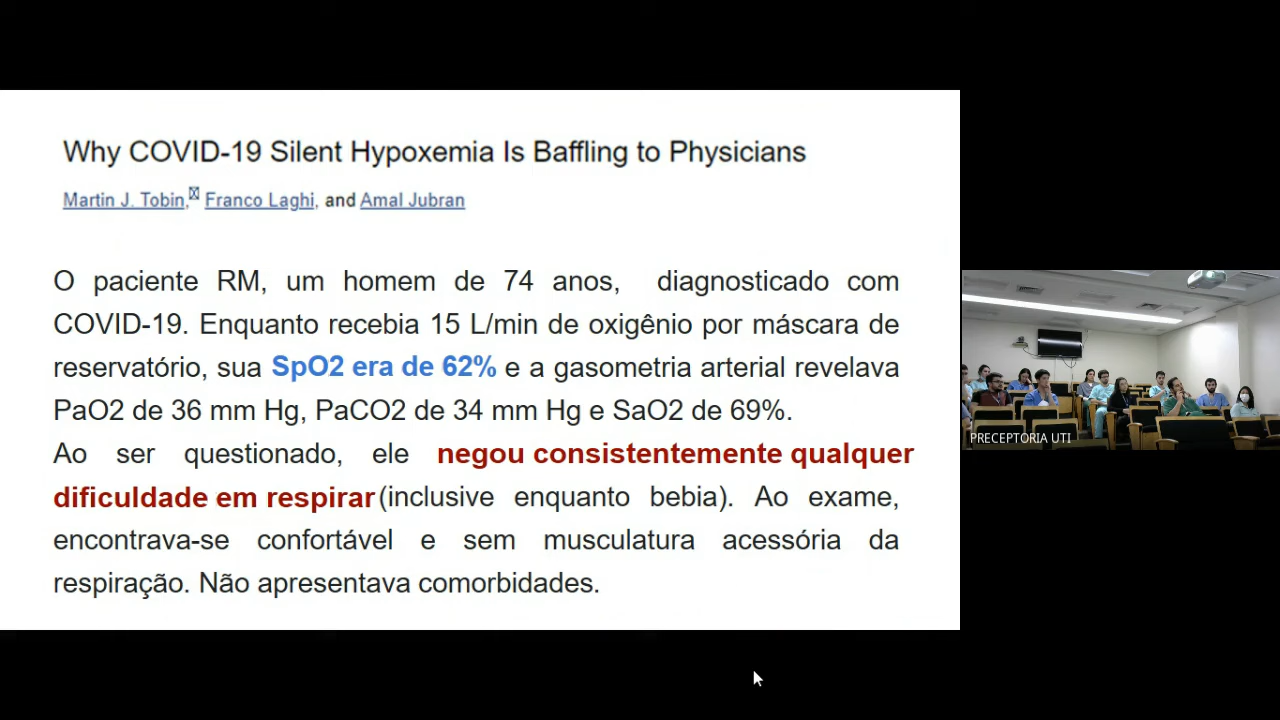 Why COVID-19 Silent Hypoxemia Is Baffling to Physicians
Martin J. Tobin, Franco Laghi, and Amal Jubran
O paciente RM, um homem de 74 anos, diagnosticado com
COVID-19. Enquanto recebia 15 L/min de oxigênio por máscara de
reservatório, sua SpO2 era de 62% e a gasometria arterial revelava
PaO2 de 36 mm Hg, PaCO2 de 34 mm Hg e SaO2 de 69%.
Ao ser questionado, ele negou consistentemente qualquer
dificuldade em respirar(inclusive enquanto bebia). Ao exame,
encontrava-se confortável e sem musculatura acessória da
respiração. Não apresentava comorbidades.
PRECEPTORIA UTI